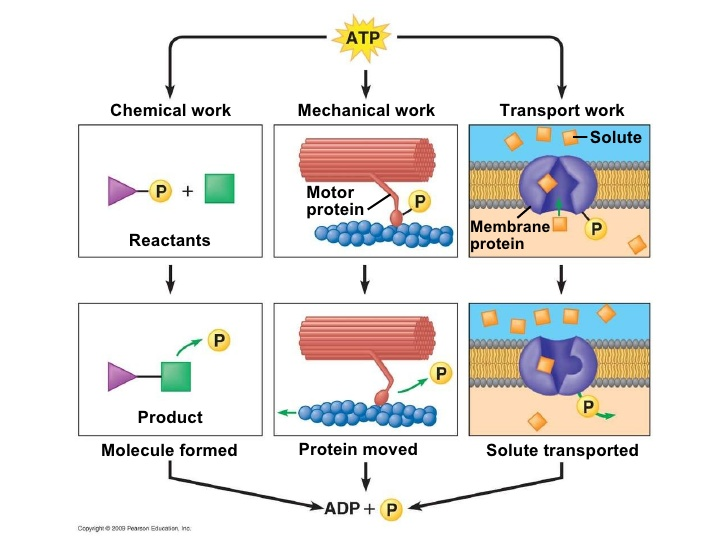 ATP
Chemical work
Mechanical work
Transport work
P +
Reactants
Motor
protein
P
Solute
Membrane
protein
P
P
Product
P
P
Molecule formed
Protein moved
Solute transported
ADP + P
Copyright © 2009 Pearson Education, Inc.